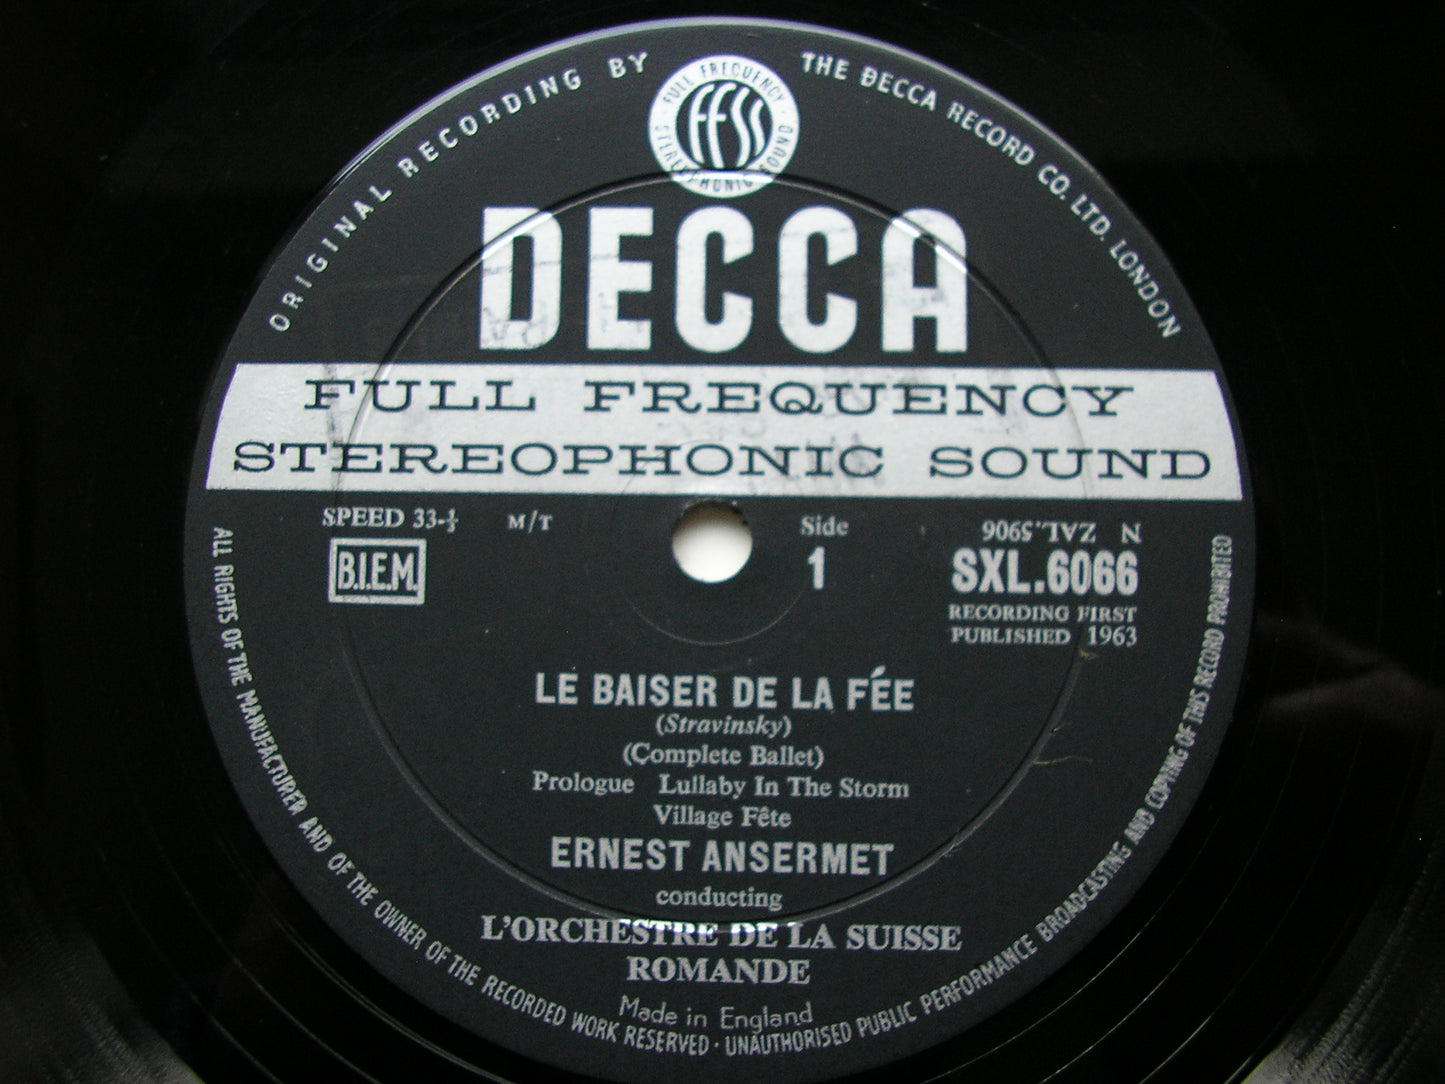 ORIGINAL RECORDING BY THE DECCA RECORD CO. LTD. LONDON
FULL FREQUENCY STEREOPHONIC SOUND
FFSS
DECCA
FULL FREQUENCY
STEREOPHONIC SOUND
SPEED 33-⅓ M/T
B.I.E.M.
Side
1
N ZAL.5906
SXL.6066
RECORDING FIRST
PUBLISHED 1963
LE BAISER DE LA FÉE
(Stravinsky)
(Complete Ballet)
Prologue Lullaby In The Storm
Village Fête
ERNEST ANSERMET
conducting
L'ORCHESTRE DE LA SUISSE
ROMANDE
Made in England
ALL RIGHTS OF THE MANUFACTURER AND OF THE OWNER OF THE RECORDED WORK RESERVED · UNAUTHORISED PUBLIC PERFORMANCE BROADCASTING AND COPYING OF THIS RECORD PROHIBITED